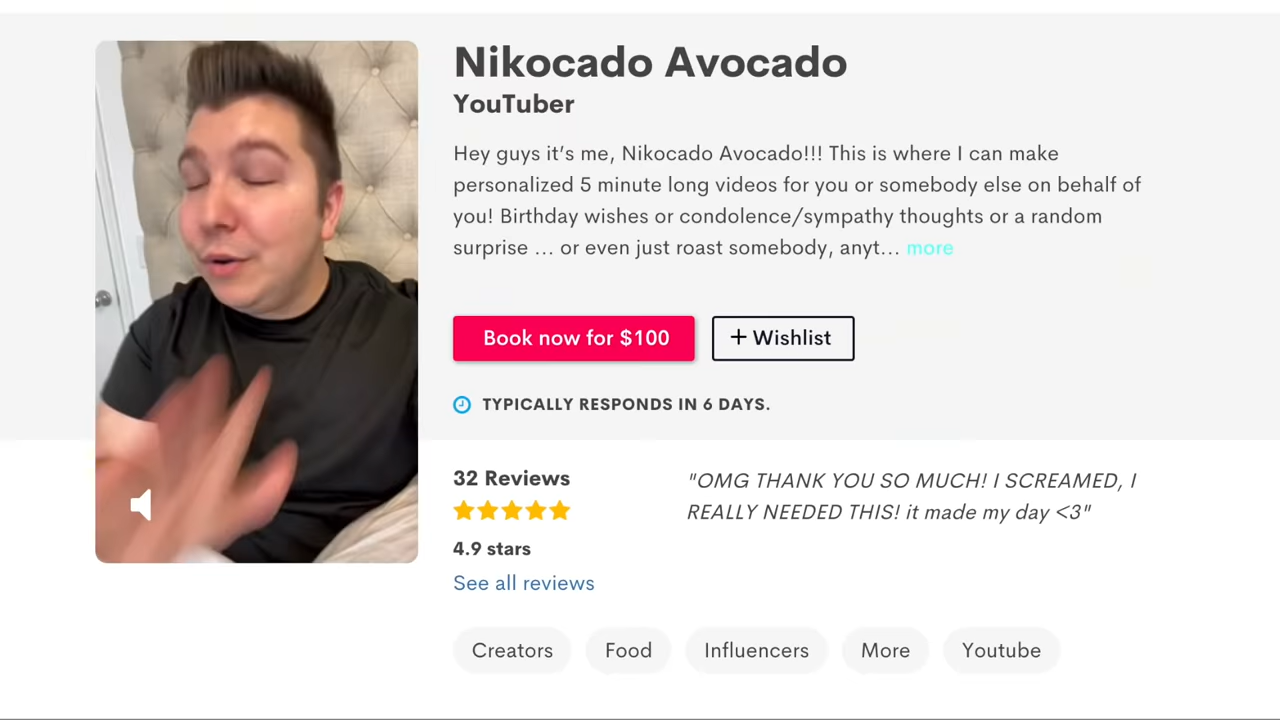 Nikocado Avocado
YouTuber
Hey guys it’s me, Nikocado Avocado!!! This is where I can make
personalized 5 minute long videos for you or somebody else on behalf of
you! Birthday wishes or condolence/sympathy thoughts or a random
surprise ... or even just roast somebody, anyt... more
Book now for $100
+ Wishlist
TYPICALLY RESPONDS IN 6 DAYS.
32 Reviews
4.9 stars
See all reviews
"OMG THANK YOU SO MUCH! I SCREAMED, I
REALLY NEEDED THIS! it made my day <3"
Creators Food Influencers More Youtube